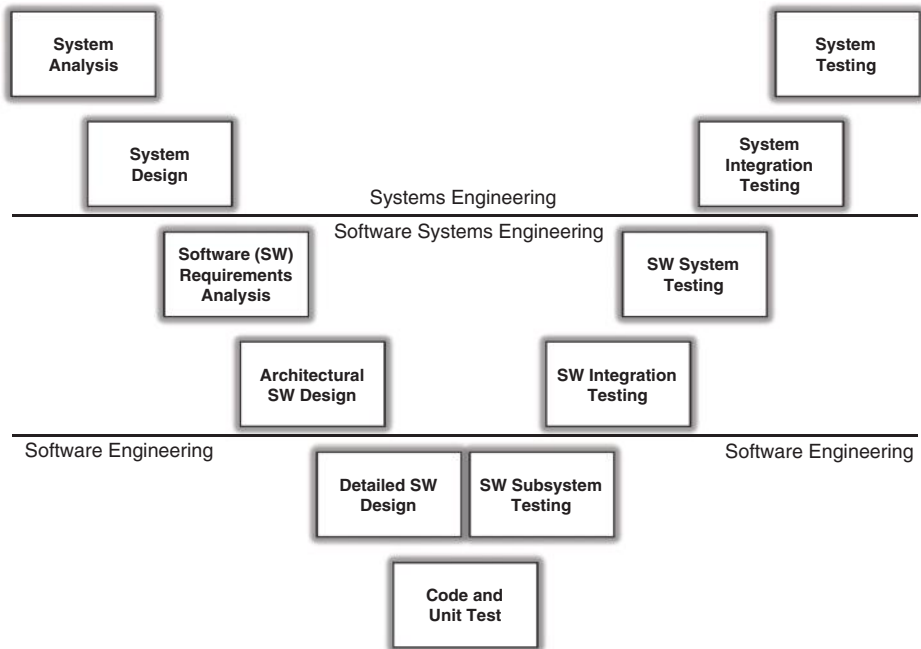 System
Analysis
System
Testing
System
Design
System
Integration
Testing
Systems Engineering
Software Systems Engineering
Software (SW)
Requirements
Analysis
SW System
Testing
Architectural
SW Design
SW Integration
Testing
Software Engineering
Software Engineering
Detailed SW
Design
SW Subsystem
Testing
Code and
Unit Test